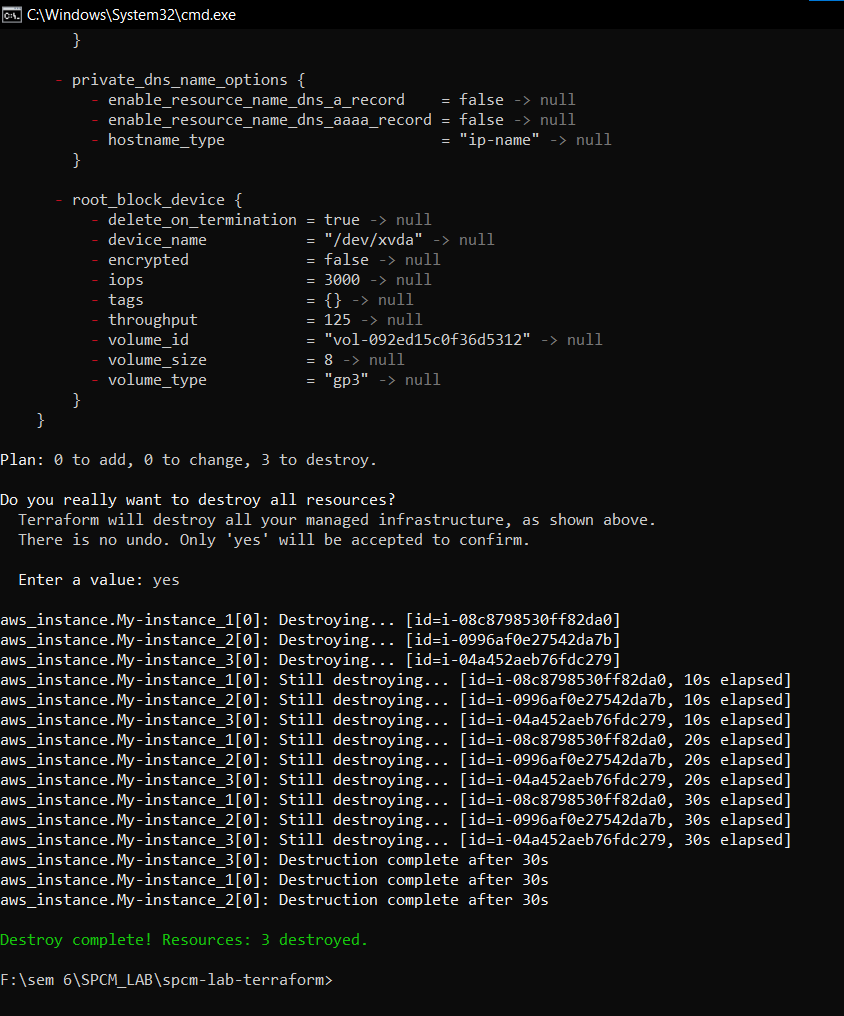 C:\Windows\System32\cmd.exe
        }

      - private_dns_name_options {
          - enable_resource_name_dns_a_record    = false -> null
          - enable_resource_name_dns_aaaa_record = false -> null
          - hostname_type                        = "ip-name" -> null
        }

      - root_block_device {
          - delete_on_termination = true -> null
          - device_name           = "/dev/xvda" -> null
          - encrypted             = false -> null
          - iops                  = 3000 -> null
          - tags                  = {} -> null
          - throughput            = 125 -> null
          - volume_id             = "vol-092ed15c0f36d5312" -> null
          - volume_size           = 8 -> null
          - volume_type           = "gp3" -> null
        }
    }

Plan: 0 to add, 0 to change, 3 to destroy.

Do you really want to destroy all resources?
  Terraform will destroy all your managed infrastructure, as shown above.
  There is no undo. Only 'yes' will be accepted to confirm.

  Enter a value: yes

aws_instance.My-instance_1[0]: Destroying... [id=i-08c8798530ff82da0]
aws_instance.My-instance_2[0]: Destroying... [id=i-0996af0e27542da7b]
aws_instance.My-instance_3[0]: Destroying... [id=i-04a452aeb76fdc279]
aws_instance.My-instance_1[0]: Still destroying... [id=i-08c8798530ff82da0, 10s elapsed]
aws_instance.My-instance_2[0]: Still destroying... [id=i-0996af0e27542da7b, 10s elapsed]
aws_instance.My-instance_3[0]: Still destroying... [id=i-04a452aeb76fdc279, 10s elapsed]
aws_instance.My-instance_1[0]: Still destroying... [id=i-08c8798530ff82da0, 20s elapsed]
aws_instance.My-instance_2[0]: Still destroying... [id=i-0996af0e27542da7b, 20s elapsed]
aws_instance.My-instance_3[0]: Still destroying... [id=i-04a452aeb76fdc279, 20s elapsed]
aws_instance.My-instance_1[0]: Still destroying... [id=i-08c8798530ff82da0, 30s elapsed]
aws_instance.My-instance_2[0]: Still destroying... [id=i-0996af0e27542da7b, 30s elapsed]
aws_instance.My-instance_3[0]: Still destroying... [id=i-04a452aeb76fdc279, 30s elapsed]
aws_instance.My-instance_3[0]: Destruction complete after 30s
aws_instance.My-instance_1[0]: Destruction complete after 30s
aws_instance.My-instance_2[0]: Destruction complete after 30s

Destroy complete! Resources: 3 destroyed.

F:\sem 6\SPCM_LAB\spcm-lab-terraform>